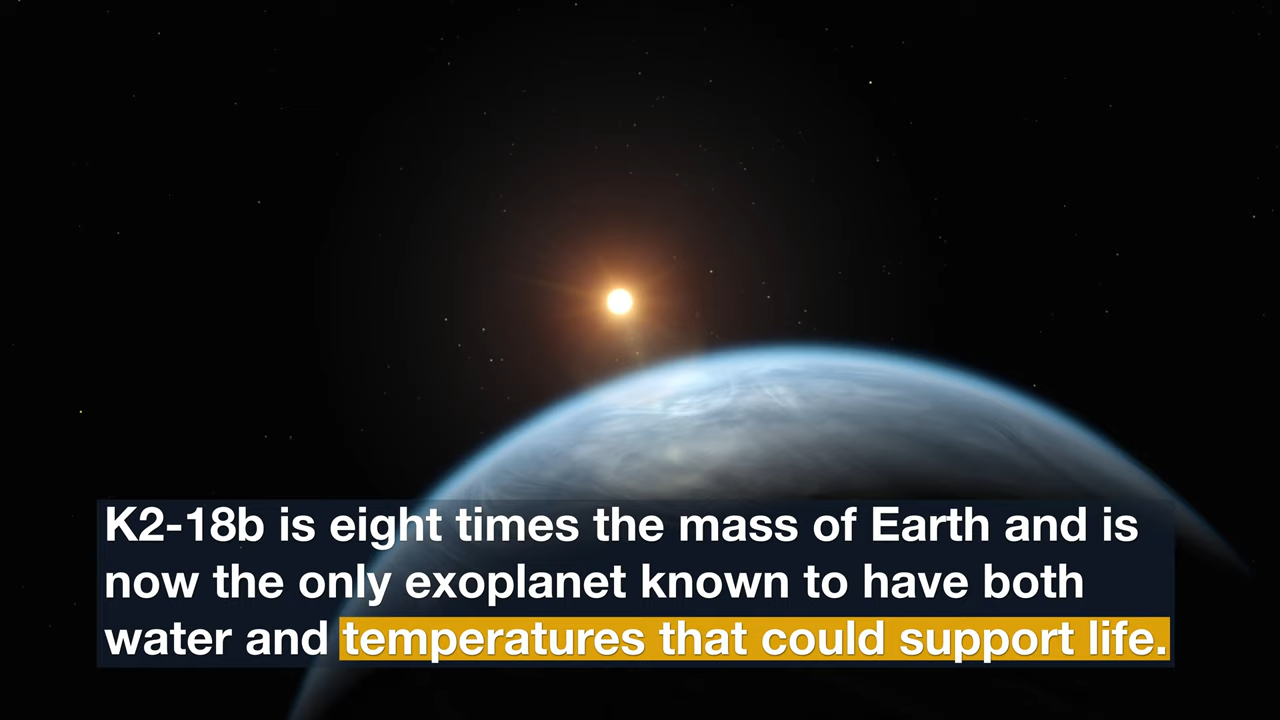 K2-18b is eight times the mass of Earth and is
now the only exoplanet known to have both
water and temperatures that could support life.